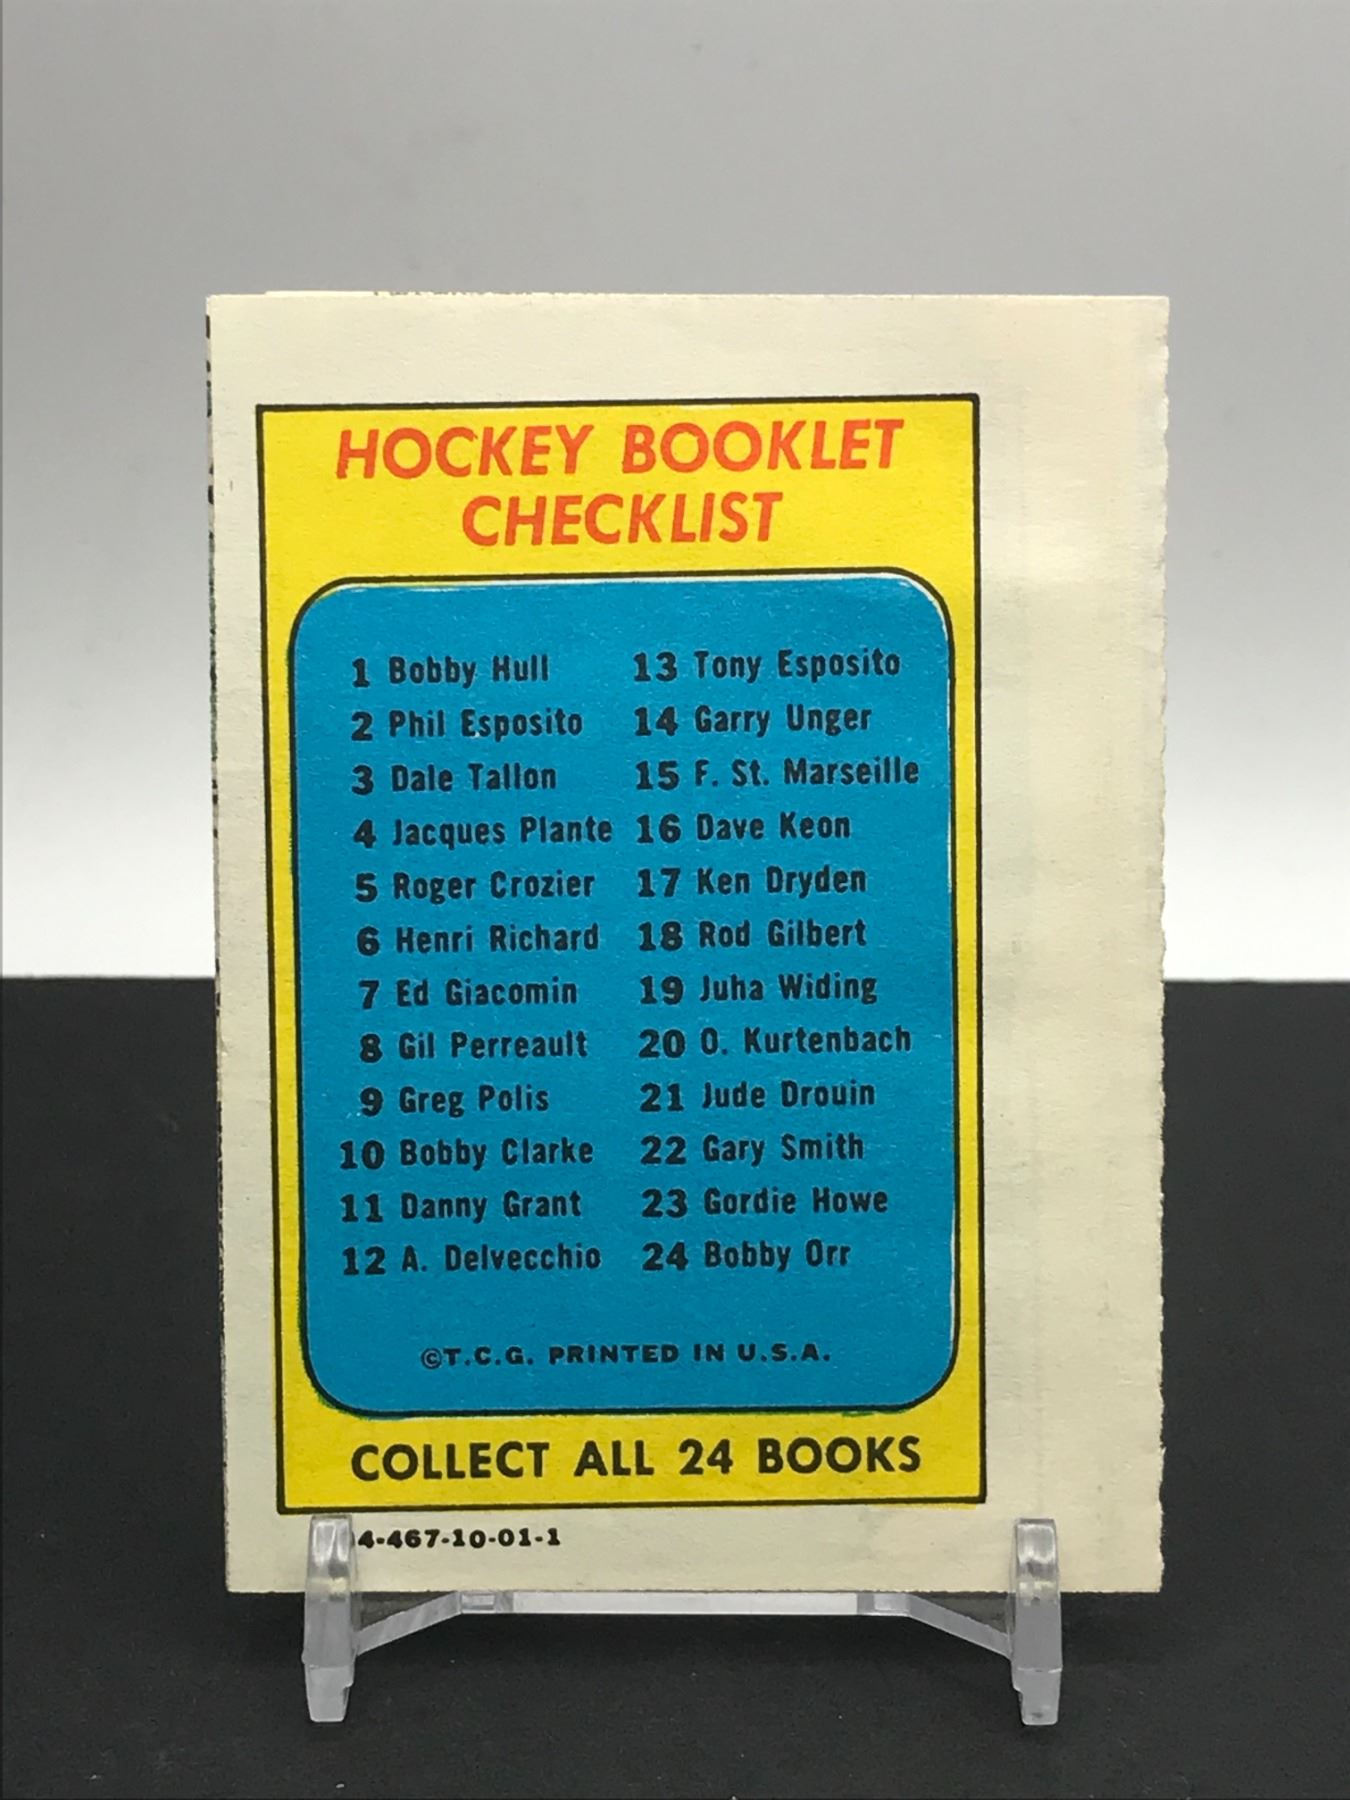 HOCKEY BOOKLET
CHECKLIST
1 Bobby Hull
2 Phil Esposito
3 Dale Tallon
4 Jacques Plante
5 Roger Crozier
6 Henri Richard
7 Ed Giacomin
8 Gil Perreault
9 Greg Polis
10 Bobby Clarke
11 Danny Grant
12 A. Delvecchio
13 Tony Esposito
14 Garry Unger
15 F. St. Marseille
16 Dave Keon
17 Ken Dryden
18 Rod Gilbert
19 Juha Widing
20 O. Kurtenbach
21 Jude Drouin
22 Gary Smith
23 Gordie Howe
24 Bobby Orr
©T.C.G. PRINTED IN U.S.A.
COLLECT ALL 24 BOOKS
4-467-10-01-1